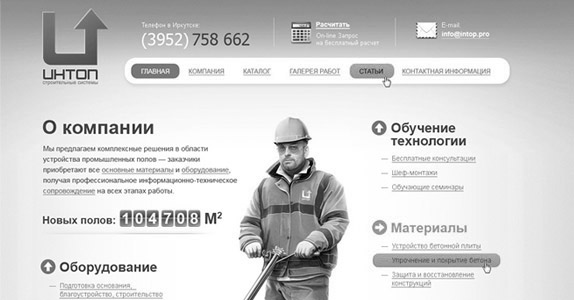 ИНТОП
строительные системы
Телефон в Иркутске:
(3952) 758 662
Расчитать
On-line Запрос
на бесплатный расчет
E-mail:
info@intop.pro
ГЛАВНАЯ КОМПАНИЯ КАТАЛОГ ГАЛЕРЕЯ РАБОТ СТАТЬИ КОНТАКТНАЯ ИНФОРМАЦИЯ
О компании
Мы предлагаем комплексные решения в области
устройства промышленных полов — заказчики
приобретают все основные материалы и оборудование,
получая профессиональное информационно-техническое
сопровождение на всех этапах работы.
Новых полов: 104708 М²
Оборудование
Подготовка основания,
благоустройство, строительство
Обучение
технологии
Бесплатные консультации
Шеф-монтажи
Обучающие семинары
Материалы
Устройство бетонной плиты
Упрочнение и покрытие бетона
Защита и восстановление
конструкций